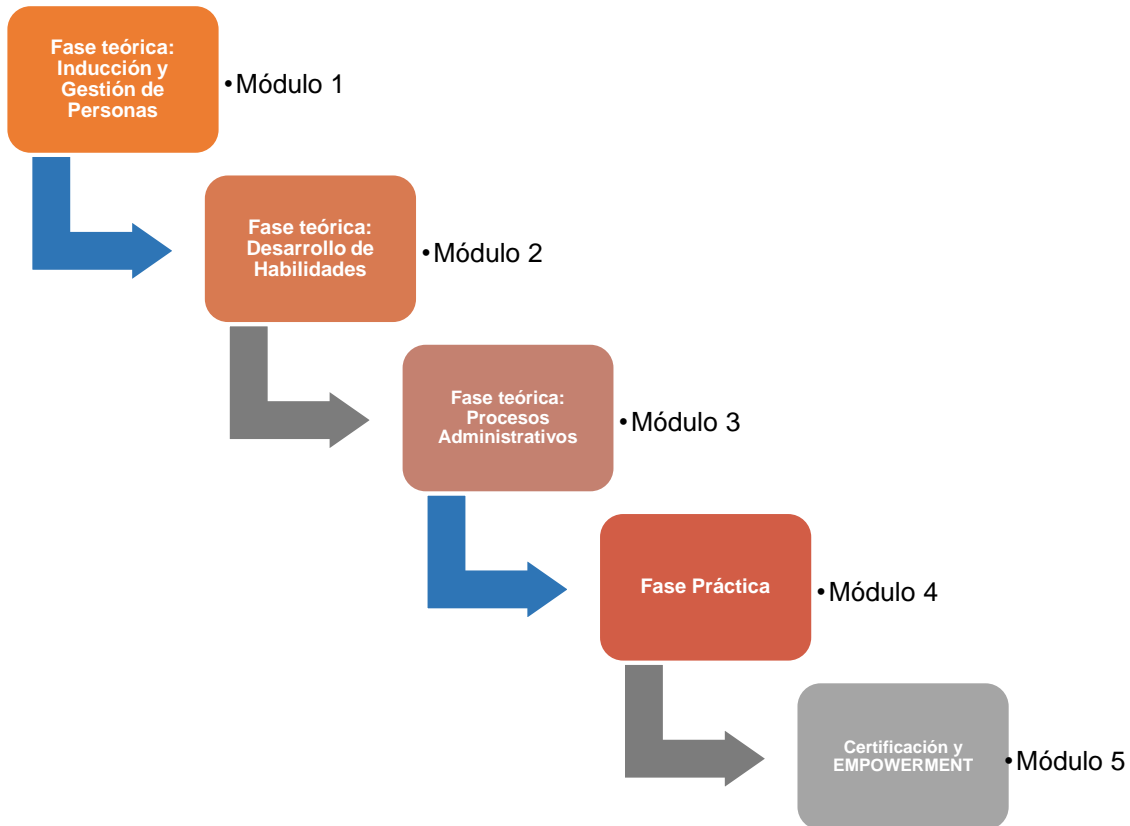 Fase teórica:
Inducción y
Gestión de
Personas
•Módulo 1
Fase teórica:
Desarrollo de
Habilidades
•Módulo 2
Fase teórica:
Procesos
Administrativos
•Módulo 3
Fase Práctica
•Módulo 4
Certificación y
EMPOWERMENT
•Módulo 5